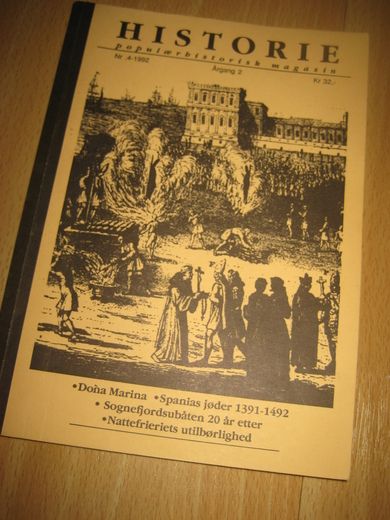 HISTORIE
populærhistorisk magasin
Nr. 4-1992 Årgang 2 Kr 32,-
•Doña Marina •Spanias jøder 1391-1492
• Sognefjordsubåten 20 år etter
•Nattefrieriets utilbørlighed